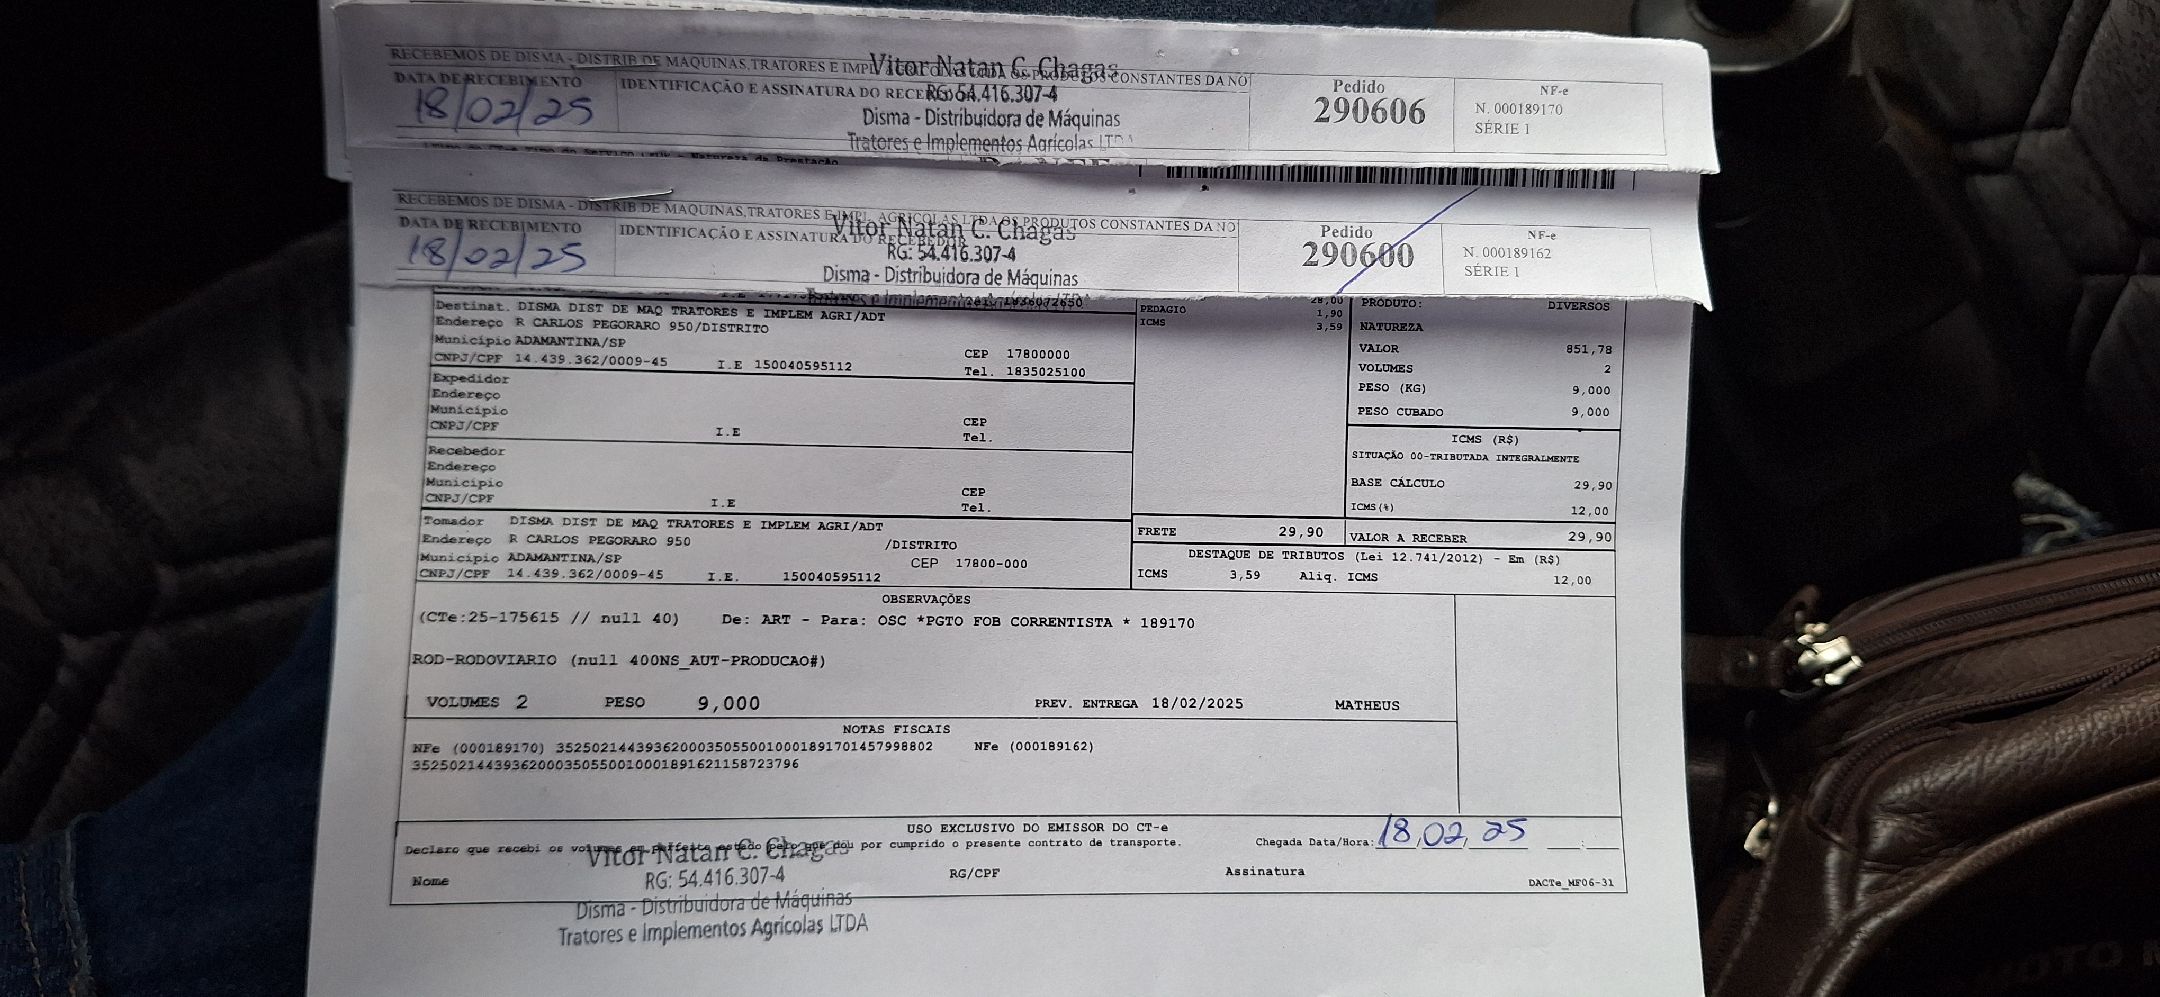 RECEBEMOS DE DISMA - DISTRIB DE MAQUINAS,TRATORES E IMPL OS PRODUTOS CONSTANTES DA NO
Vitor Natan C. Chagas
DATA DE RECEBIMENTO
IDENTIFICAÇÃO E ASSINATURA DO RECEBEDOR
RG: 54.416.307-4
18/02/25
Disma - Distribuidora de Máquinas
Tratores e Implementos Agrícolas LTDA
Pedido
290606
NF-e
N. 000189170
SÉRIE 1
RECEBEMOS DE DISMA - DISTRIB DE MAQUINAS,TRATORES E IMPL AGRICOLAS LTDA OS PRODUTOS CONSTANTES DA NO
Vitor Natan C. Chagas
DATA DE RECEBIMENTO
IDENTIFICAÇÃO E ASSINATURA DO RECEBEDOR
RG: 54.416.307-4
18/02/25
Disma - Distribuidora de Máquinas
Pedido
290600
NF-e
N. 000189162
SÉRIE 1
Destinat. DISMA DIST DE MAQ TRATORES E IMPLEM AGRI/ADT
Endereço R CARLOS PEGORARO 950/DISTRITO
Município ADAMANTINA/SP CEP 17800000
CNPJ/CPF 14.439.362/0009-45 I.E 150040595112 Tel. 1835025100
Expedidor
Endereço
Município CEP
CNPJ/CPF I.E Tel.
Recebedor
Endereço
Município CEP
CNPJ/CPF I.E Tel.
Tomador DISMA DIST DE MAQ TRATORES E IMPLEM AGRI/ADT
Endereço R CARLOS PEGORARO 950 /DISTRITO
Município ADAMANTINA/SP CEP 17800-000
CNPJ/CPF 14.439.362/0009-45 I.E. 150040595112
28,00
PEDAGIO 1,90
ICMS 3,59
PRODUTO: DIVERSOS
NATUREZA
VALOR 851,78
VOLUMES 2
PESO (KG) 9,000
PESO CUBADO 9,000
ICMS (R$)
SITUAÇÃO 00-TRIBUTADA INTEGRALMENTE
BASE CÁLCULO 29,90
ICMS(%) 12,00
FRETE 29,90 VALOR A RECEBER 29,90
DESTAQUE DE TRIBUTOS (Lei 12.741/2012) - Em (R$)
ICMS 3,59 Aliq. ICMS 12,00
OBSERVAÇÕES
(CTe:25-175615 // null 40) De: ART - Para: OSC *PGTO FOB CORRENTISTA * 189170
ROD-RODOVIARIO (null 400NS_AUT-PRODUCAO#)
VOLUMES 2 PESO 9,000 PREV. ENTREGA 18/02/2025 MATHEUS
NOTAS FISCAIS
NFe (000189170) 35250214439362000350550010001891701457998802 NFe (000189162)
35250214439362000350550010001891621158723796
USO EXCLUSIVO DO EMISSOR DO CT-e
Declaro que recebi os volumes em perfeito estado pelo que dou por cumprido o presente contrato de transporte. Chegada Data/Hora: 18,02,25 :
Vitor Natan C. Chagas
Nome RG/CPF Assinatura
RG: 54.416.307-4
DACTe_MF06-31
Disma - Distribuidora de Máquinas
Tratores e Implementos Agrícolas LTDA